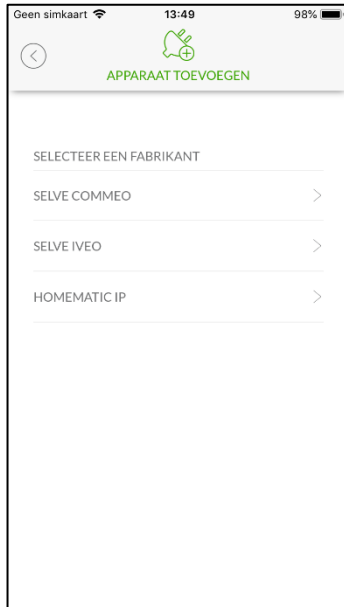 Geen simkaart 13:49 98%
APPARAAT TOEVOEGEN
SELECTEER EEN FABRIKANT
SELVE COMMEO
SELVE IVEO
HOMEMATIC IP